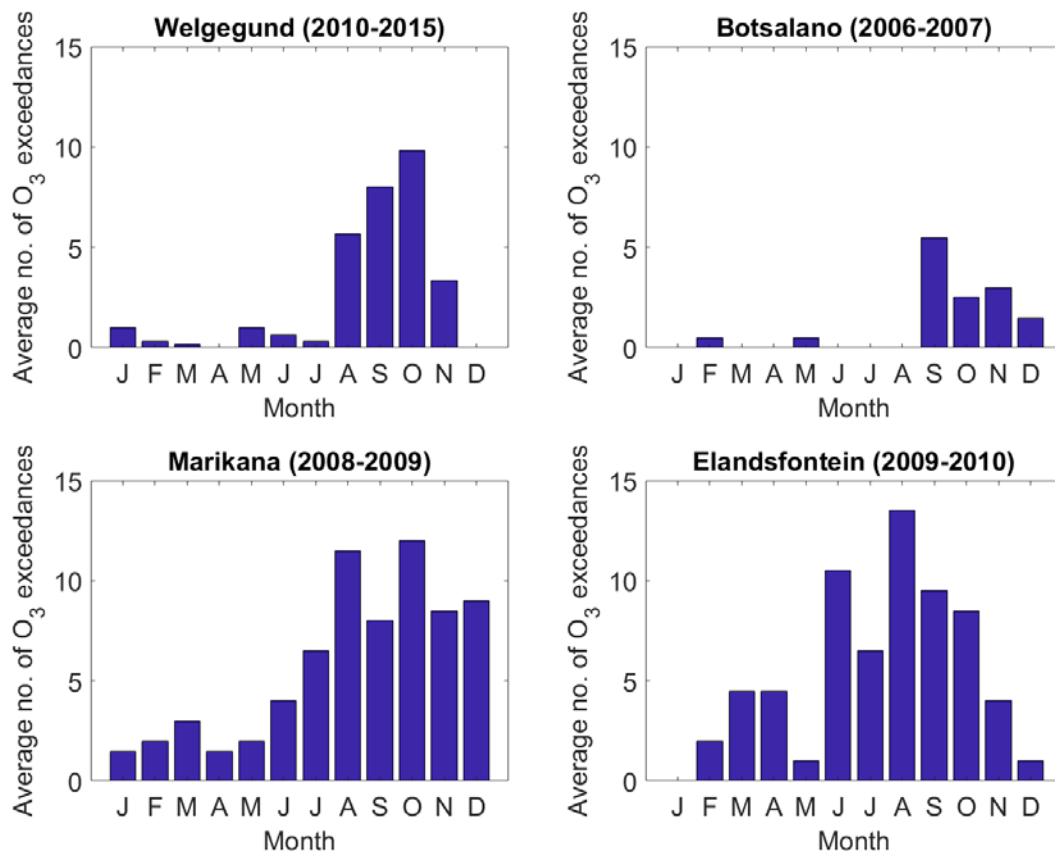 Welgegund (2010-2015)
Average no. of O3 exceedances
15
10
5
0
J F M A M J J A S O N D
Month
Botsalano (2006-2007)
Average no. of O3 exceedances
15
10
5
0
J F M A M J J A S O N D
Month
Marikana (2008-2009)
Average no. of O3 exceedances
15
10
5
0
J F M A M J J A S O N D
Month
Elandsfontein (2009-2010)
Average no. of O3 exceedances
15
10
5
0
J F M A M J J A S O N D
Month